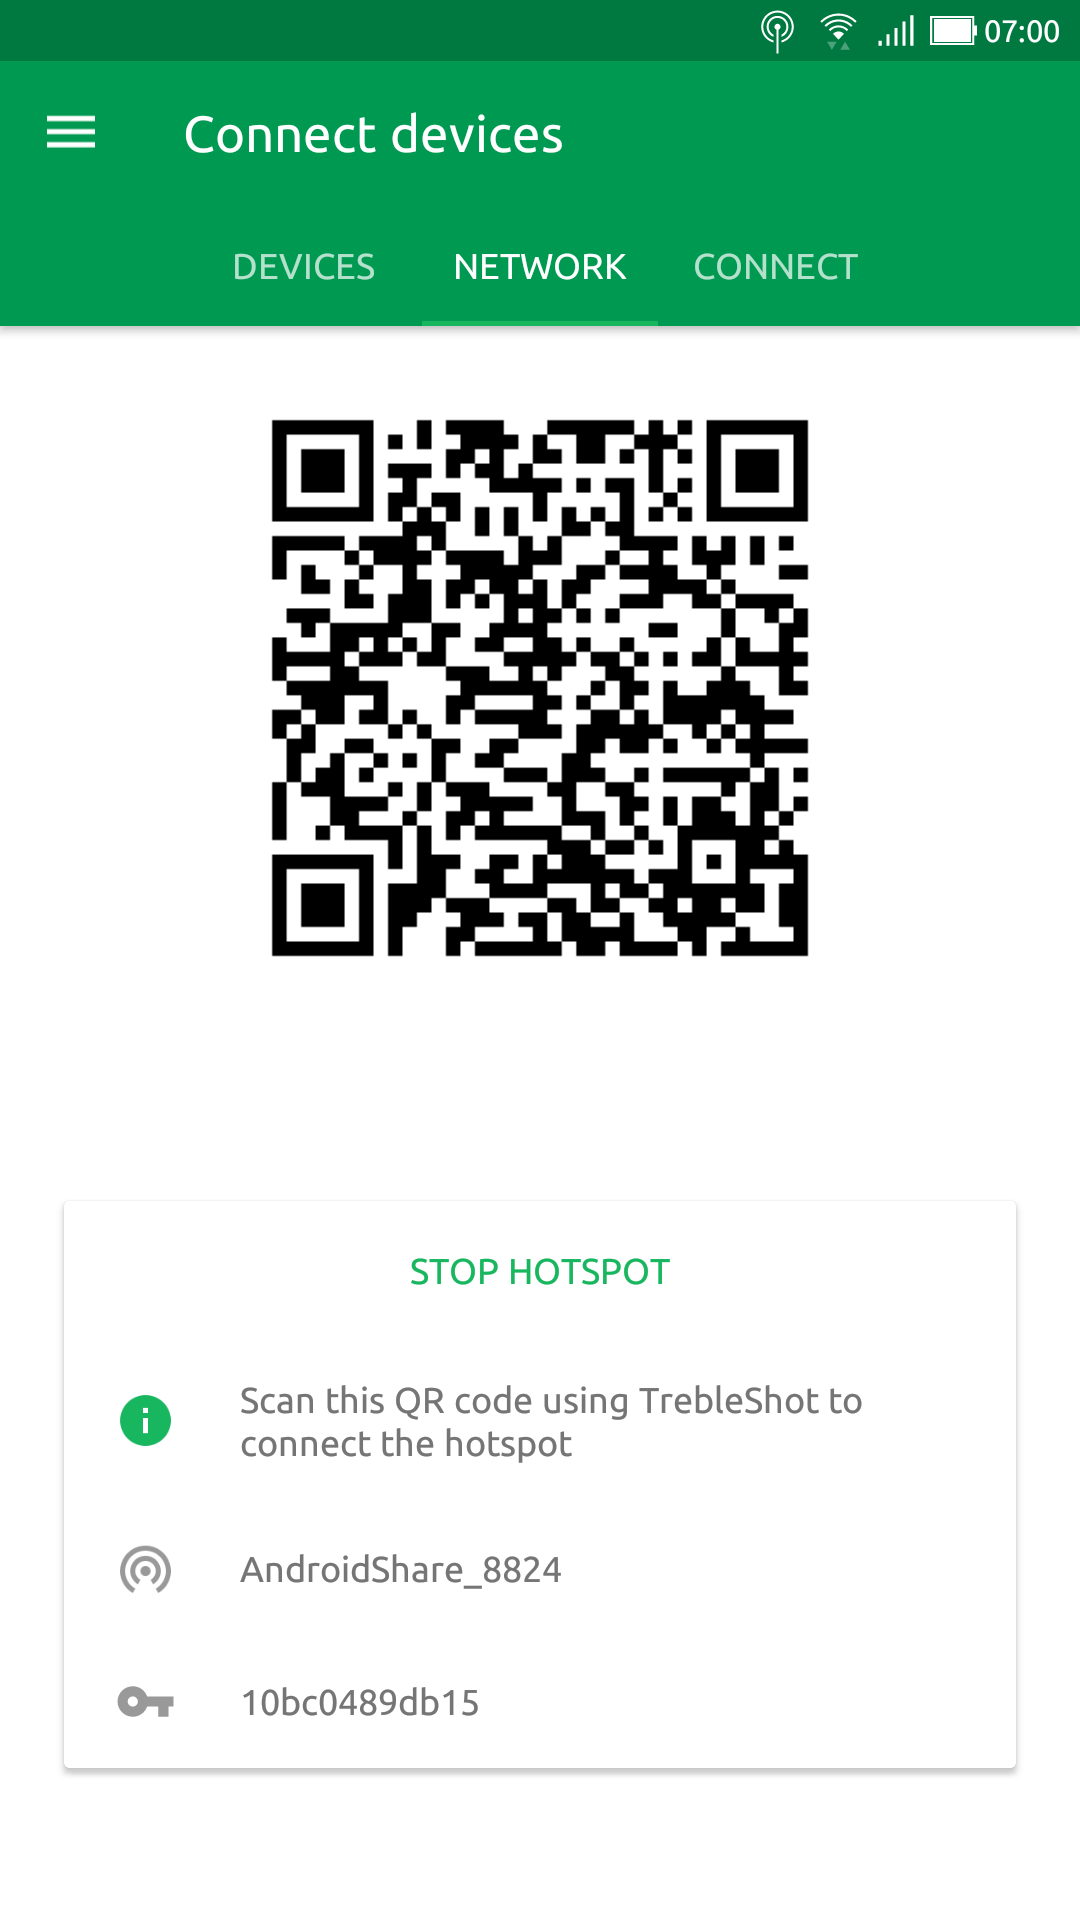 07:00
Connect devices
DEVICES NETWORK CONNECT
STOP HOTSPOT
Scan this QR code using TrebleShot to
connect the hotspot
AndroidShare_8824
10bc0489db15